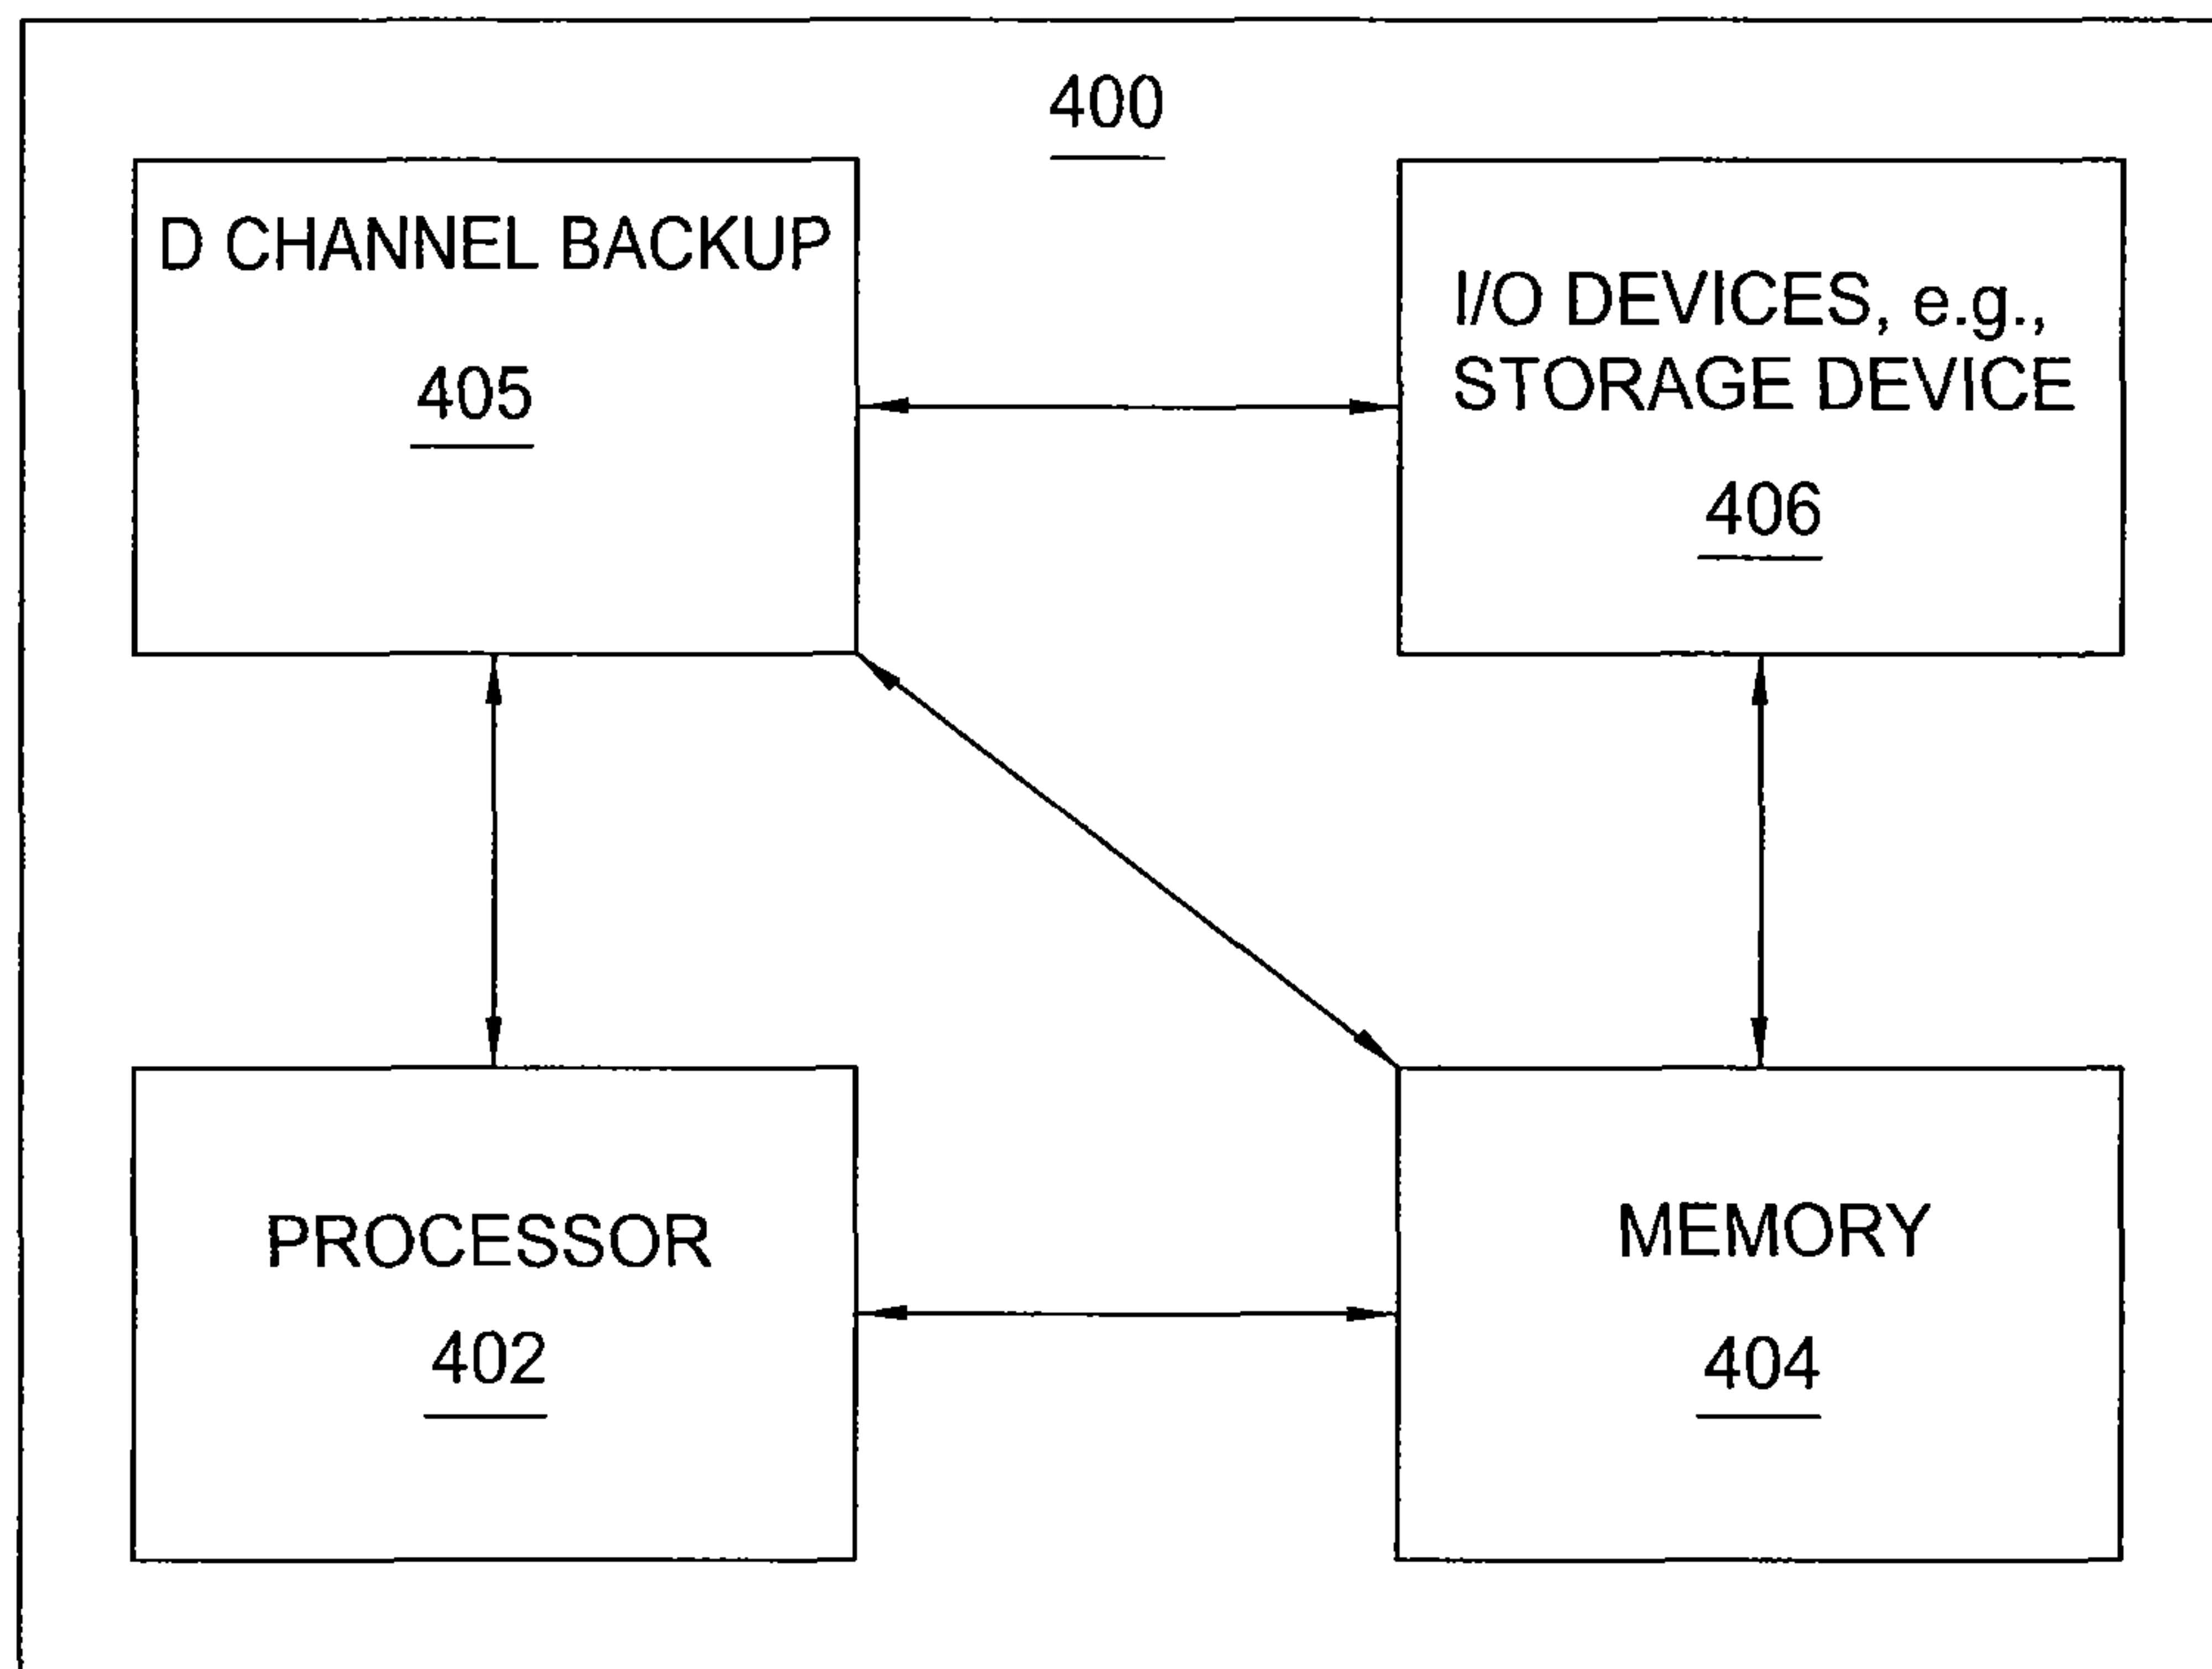 400
D CHANNEL BACKUP
405
I/O DEVICES, e.g.,
STORAGE DEVICE
406
PROCESSOR
402
MEMORY
404